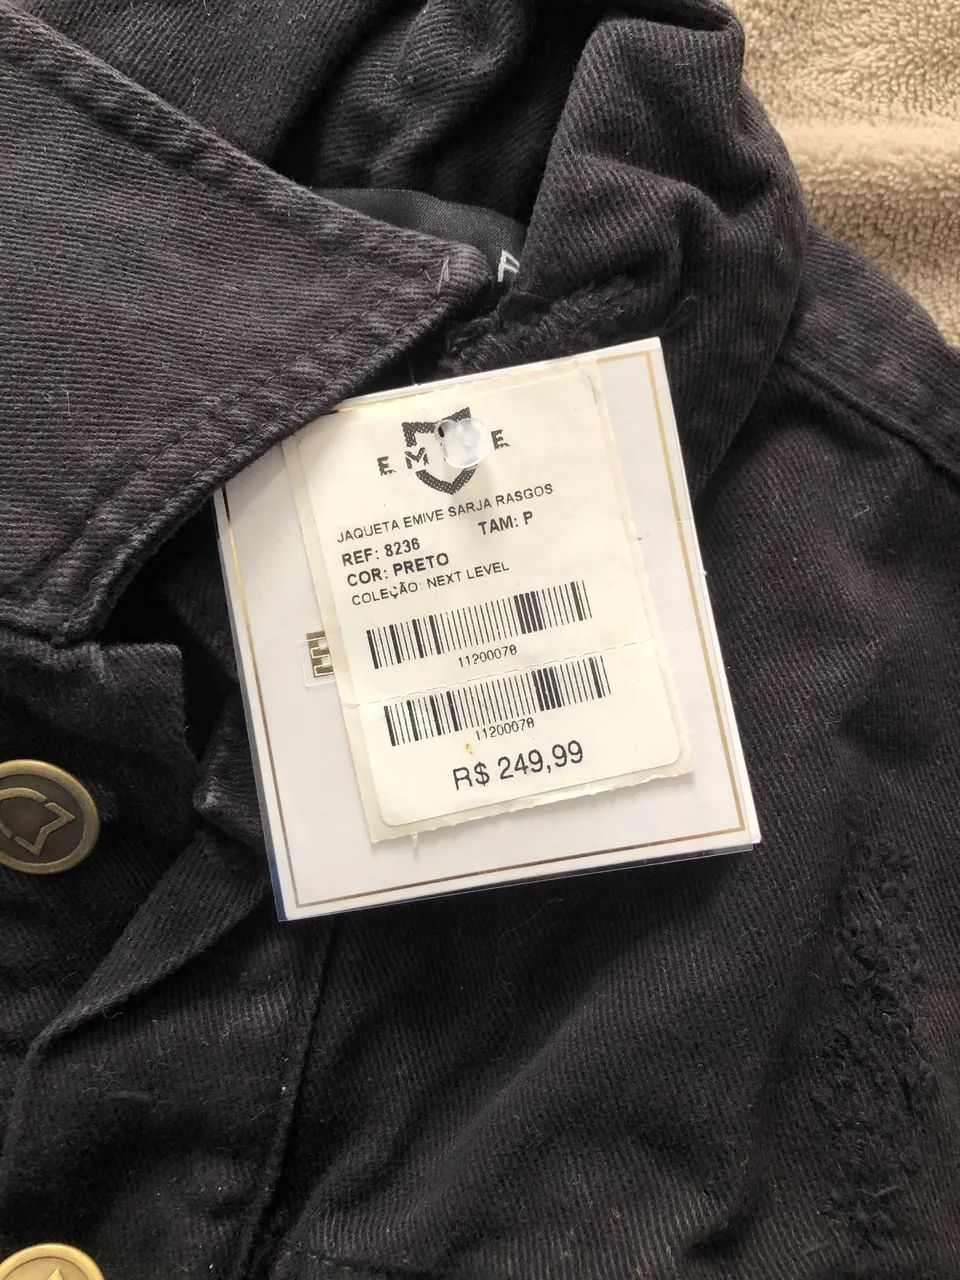 JAQUETA EMIVE SARJA RASGOS
REF: 8236 TAM: P
COR: PRETO
COLEÇÃO: NEXT LEVEL
11200078
11200078
R$ 249,99